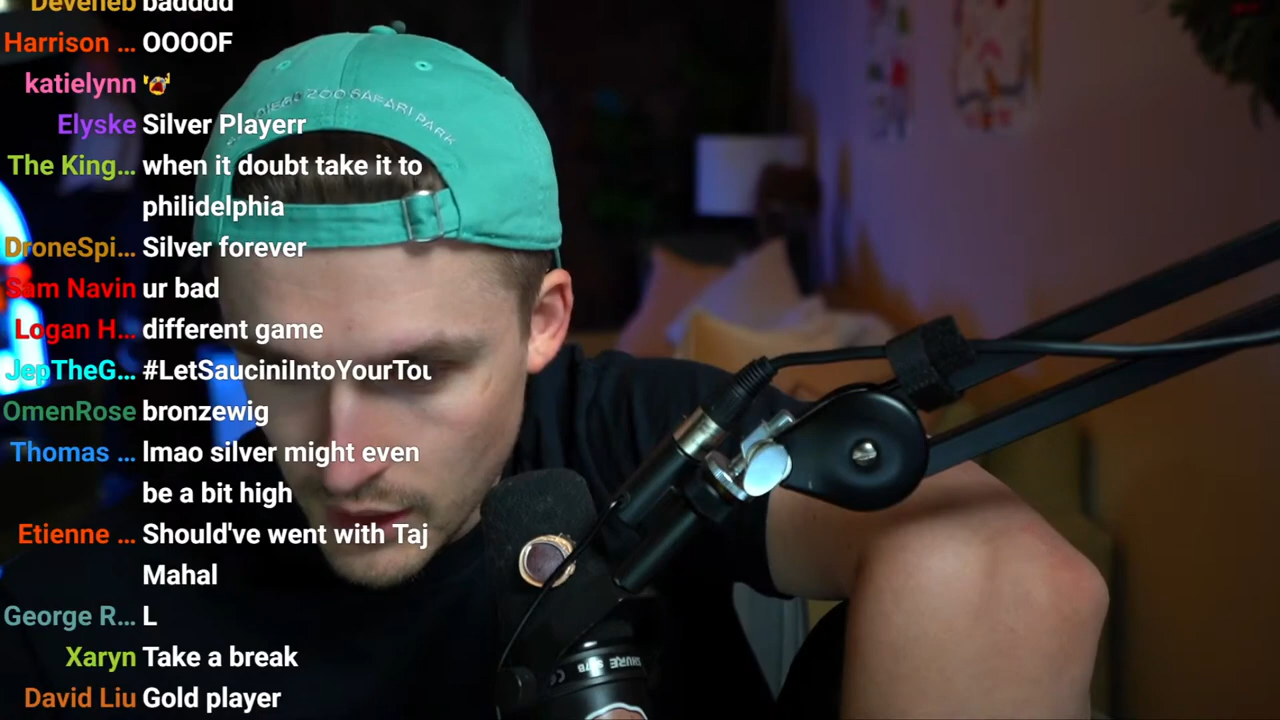 Deveneb badddd
Harrison … OOOOF
katielynn
Elyske Silver Playerr
The King… when it doubt take it to
philidelphia
DroneSpi… Silver forever
Sam Navin ur bad
Logan H… different game
JepTheG… #LetSauciniIntoYourTou
OmenRose bronzewig
Thomas … lmao silver might even
be a bit high
Etienne … Should've went with Taj
Mahal
George R… L
Xaryn Take a break
David Liu Gold player
ZOO SAFARI PARK
SHURE